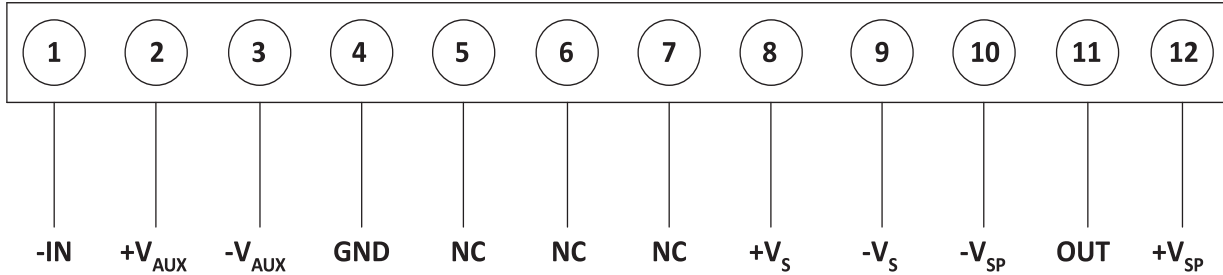 1 2 3 4 5 6 7 8 9 10 11 12
-IN +VAUX -VAUX GND NC NC NC +VS -VS -VSP OUT +VSP